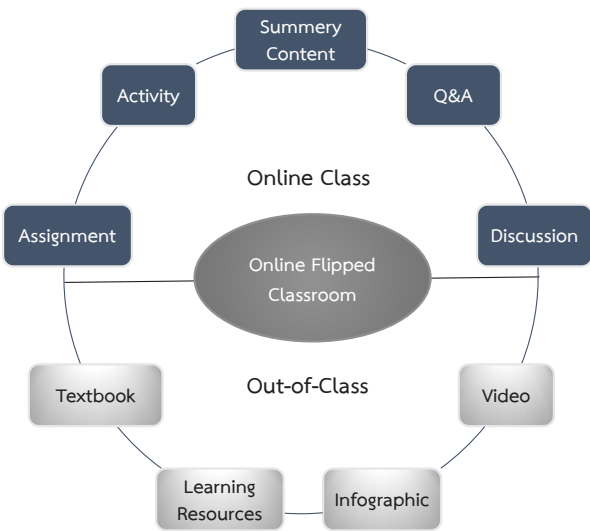 Summery
Content
Activity
Q&A
Online Class
Assignment
Discussion
Online Flipped
Classroom
Textbook
Out-of-Class
Video
Learning
Resources
Infographic